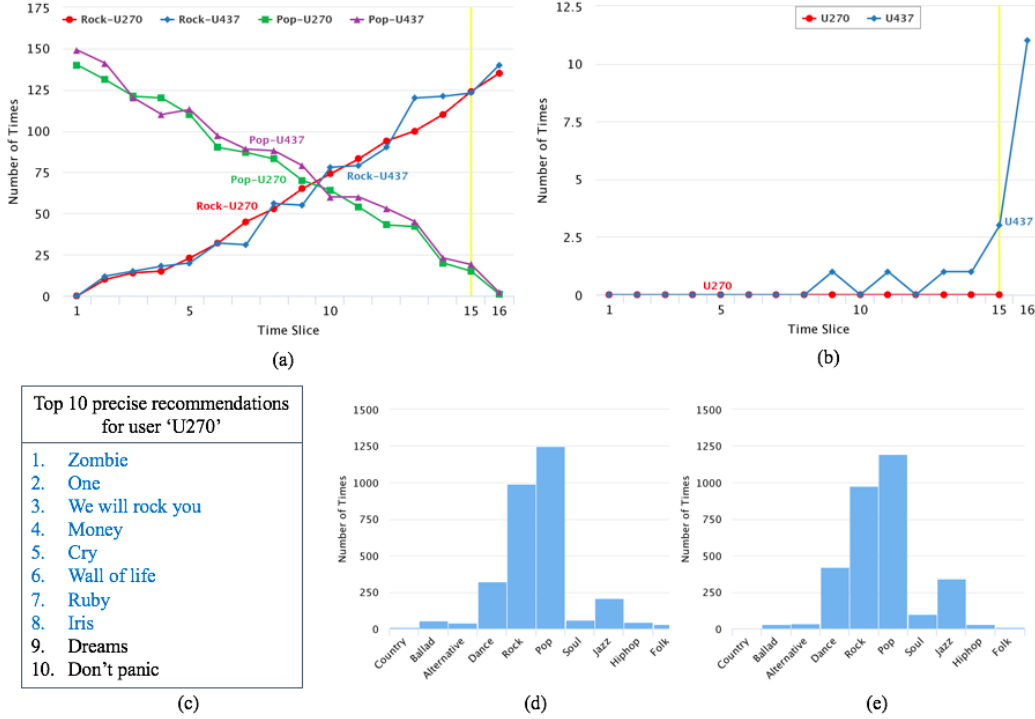 175
150
125
100
75
50
25
0
Number of Times
Rock-U270
Rock-U437
Pop-U270
Pop-U437
Pop-U437
Pop-U270
Rock-U437
Rock-U270
1
5
10
15
16
Time Slice
(a)
12.5
10
7.5
5
2.5
0
Number of Times
U270
U437
U437
U270
1
5
10
15
16
Time Slice
(b)
Top 10 precise recommendations
for user ‘U270’
1. Zombie
2. One
3. We will rock you
4. Money
5. Cry
6. Wall of life
7. Ruby
8. Iris
9. Dreams
10. Don’t panic
(c)
1500
1250
1000
750
500
250
0
Number of Times
Country
Ballad
Alternative
Dance
Rock
Pop
Soul
Jazz
Hiphop
Folk
(d)
1500
1250
1000
750
500
250
0
Number of Times
Country
Ballad
Alternative
Dance
Rock
Pop
Soul
Jazz
Hiphop
Folk
(e)